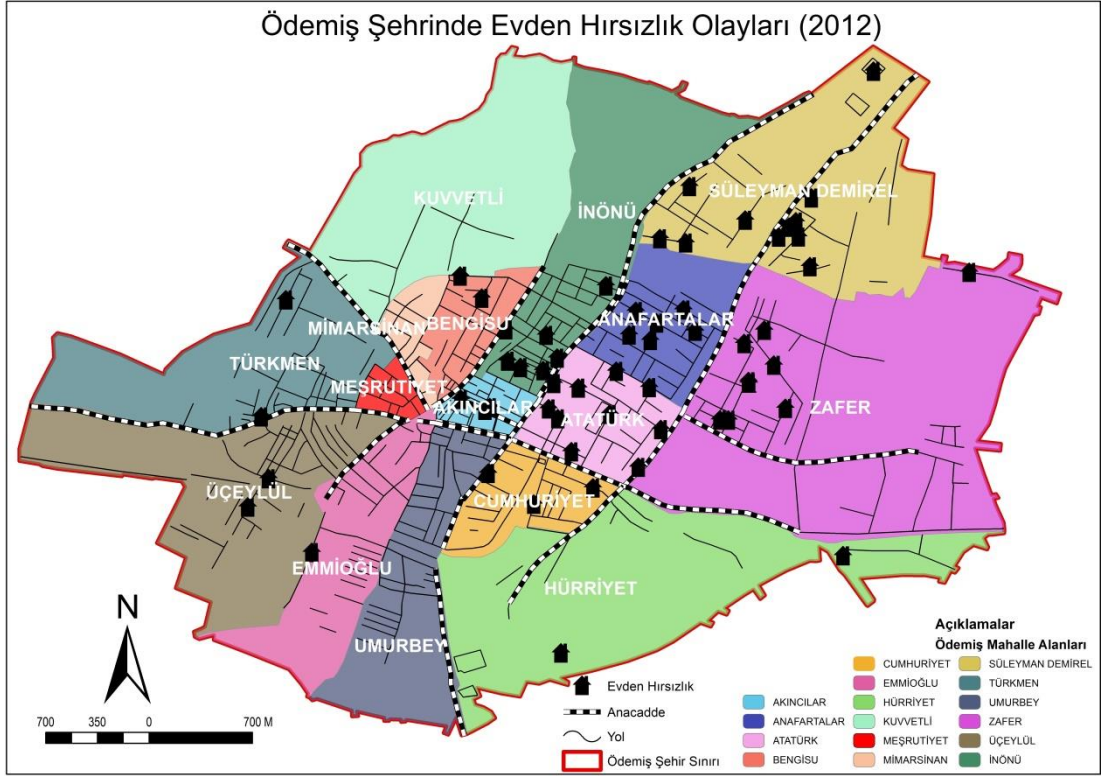 Ödemiş Şehrinde Evden Hırsızlık Olayları (2012)
KUVVETLİ
SÜLEYMAN DEMİREL
İNÖNÜ
MİMARSİNAN
BENGİSU
ANAFARTALAR
TÜRKMEN
MEŞRUTİYET
AKINCILAR
ATATÜRK
ZAFER
ÜÇEYLÜL
CUMHURİYET
EMMİOĞLU
HÜRRİYET
UMURBEY
N
700 350 0 700 M
Evden Hırsızlık
Anacadde
Yol
Ödemiş Şehir Sınırı
Açıklamalar
Ödemiş Mahalle Alanları
AKINCILAR
ANAFARTALAR
ATATÜRK
BENGİSU
CUMHURİYET
EMMİOĞLU
HÜRRİYET
KUVVETLİ
MEŞRUTİYET
MİMARSİNAN
SÜLEYMAN DEMİREL
TÜRKMEN
UMURBEY
ZAFER
ÜÇEYLÜL
İNÖNÜ